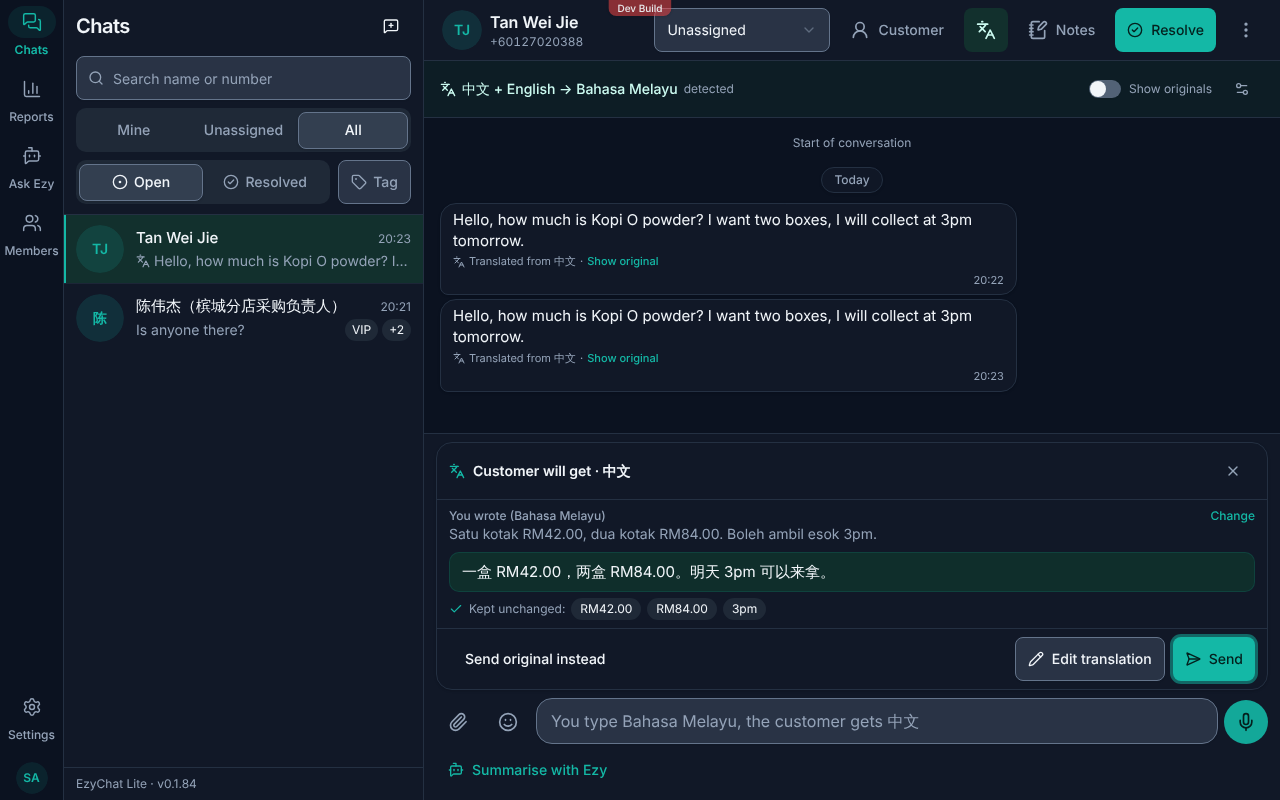 Dev Build
Chats
Reports
Ask Ezy
Members
Settings
SA
Chats
Search name or number
Mine
Unassigned
All
Open
Resolved
Tag
TJ
Tan Wei Jie
20:23
Hello, how much is Kopi O powder? I...
陈
陈伟杰（槟城分店采购负责人）
20:21
Is anyone there?
VIP
+2
EzyChat Lite · v0.1.84
TJ
Tan Wei Jie
+60127020388
Unassigned
Customer
Notes
Resolve
中文 + English → Bahasa Melayu detected
Show originals
Start of conversation
Today
Hello, how much is Kopi O powder? I want two boxes, I will collect at 3pm
tomorrow.
Translated from 中文 · Show original
20:22
Hello, how much is Kopi O powder? I want two boxes, I will collect at 3pm
tomorrow.
Translated from 中文 · Show original
20:23
Customer will get · 中文
You wrote (Bahasa Melayu)
Change
Satu kotak RM42.00, dua kotak RM84.00. Boleh ambil esok 3pm.
一盒 RM42.00，两盒 RM84.00。明天 3pm 可以来拿。
Kept unchanged: RM42.00 RM84.00 3pm
Send original instead
Edit translation
Send
You type Bahasa Melayu, the customer gets 中文
Summarise with Ezy